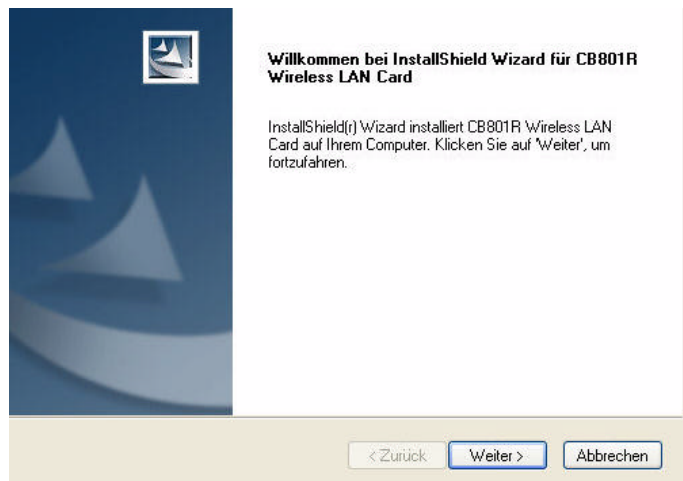 Willkommen bei InstallShield Wizard für CB801R
Wireless LAN Card
InstallShield(r) Wizard installiert CB801R Wireless LAN
Card auf Ihrem Computer. Klicken Sie auf 'Weiter', um
fortzufahren.
< Zurück Weiter > Abbrechen